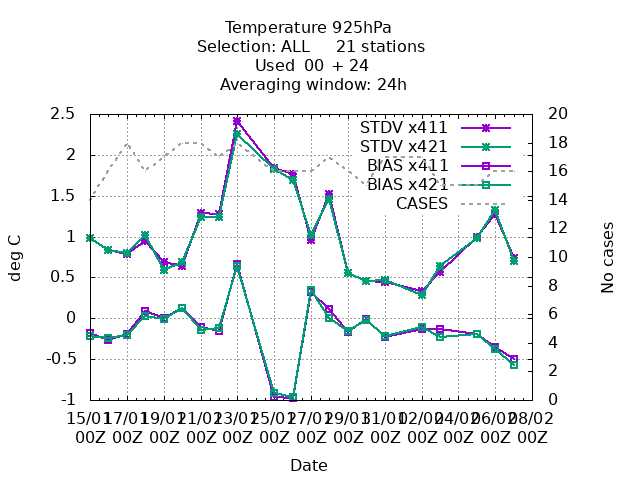 Temperature 925hPa
Selection: ALL 21 stations
Used 00 + 24
Averaging window: 24h
2.5
2
1.5
1
0.5
0
-0.5
-1
deg C
STDV x411
STDV x421
BIAS x411
BIAS x421
CASES
20
18
16
14
12
10
8
6
4
2
0
No cases
15/01 17/01 19/01 21/01 23/01 25/01 27/01 29/01 31/01 02/02 04/02 06/02 08/02
00Z 00Z 00Z 00Z 00Z 00Z 00Z 00Z 00Z 00Z 00Z 00Z 00Z
Date